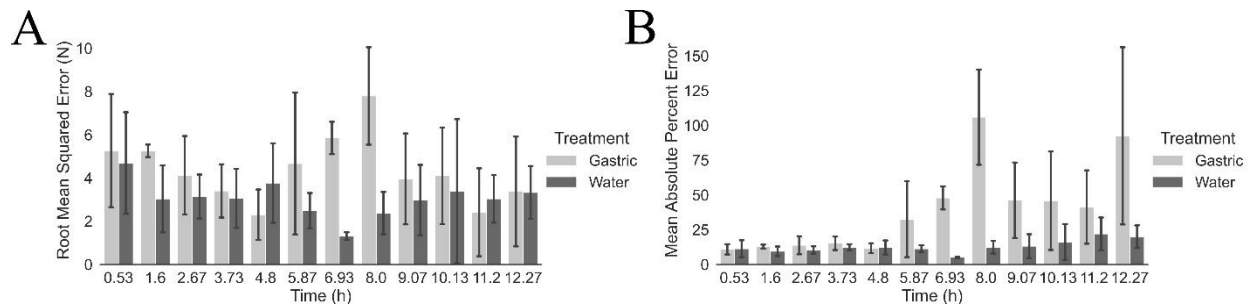 A
Root Mean Squared Error (N)
10
8
6
4
2
0
0.53 1.6 2.67 3.73 4.8 5.87 6.93 8.0 9.07 10.13 11.2 12.27
Time (h)
Treatment
Gastric
Water
B
Mean Absolute Percent Error
150
125
100
75
50
25
0
0.53 1.6 2.67 3.73 4.8 5.87 6.93 8.0 9.07 10.13 11.2 12.27
Time (h)
Treatment
Gastric
Water